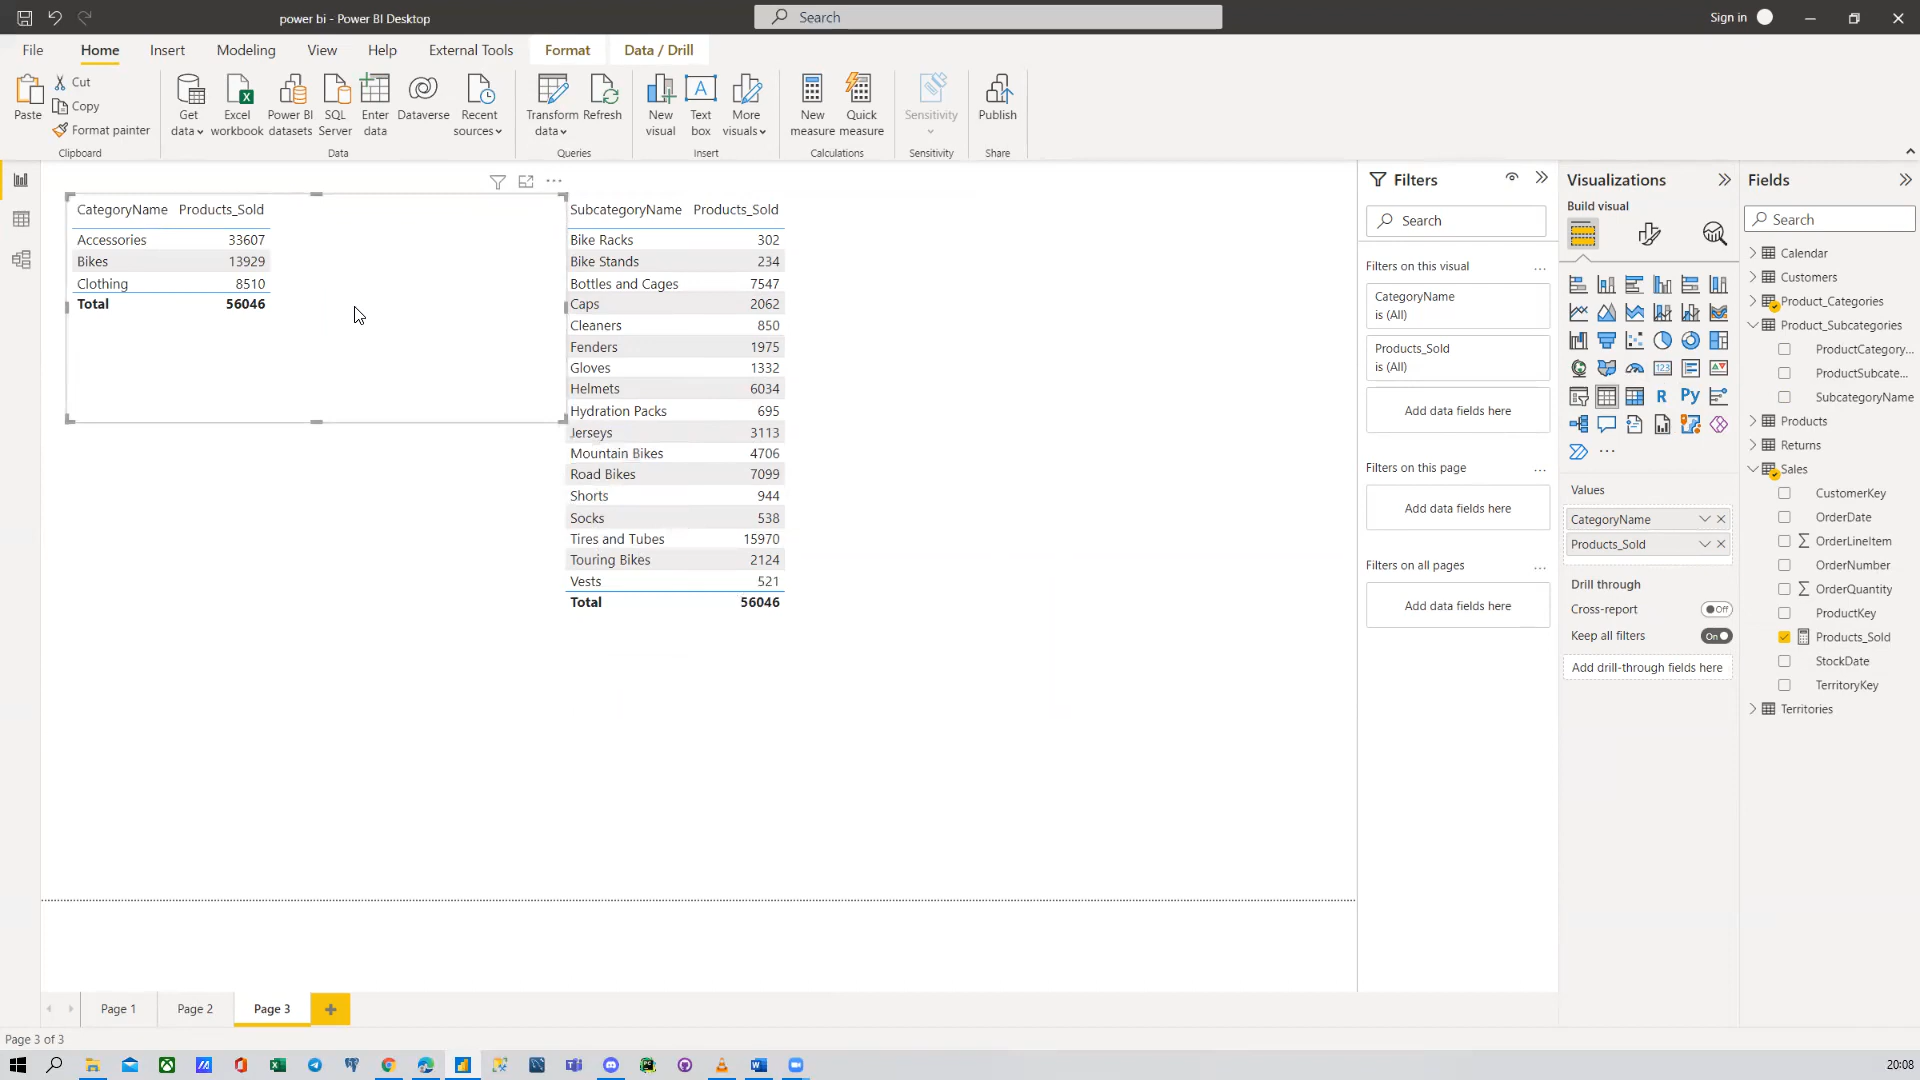 power bi - Power BI Desktop
Search
Sign in
File Home Insert Modeling View Help External Tools Format Data / Drill
Paste
Cut
Copy
Format painter
Clipboard
Get data
Excel workbook
Power BI datasets
SQL Server
Enter data
Dataverse
Recent sources
Data
Transform data
Refresh
Queries
New visual
Text box
More visuals
Insert
New measure
Quick measure
Calculations
Sensitivity
Sensitivity
Publish
Share
CategoryName Products_Sold
Accessories 33607
Bikes 13929
Clothing 8510
Total 56046
SubcategoryName Products_Sold
Bike Racks 302
Bike Stands 234
Bottles and Cages 7547
Caps 2062
Cleaners 850
Fenders 1975
Gloves 1332
Helmets 6034
Hydration Packs 695
Jerseys 3113
Mountain Bikes 4706
Road Bikes 7099
Shorts 944
Socks 538
Tires and Tubes 15970
Touring Bikes 2124
Vests 521
Total 56046
Filters
Search
Filters on this visual ...
CategoryName
is (All)
Products_Sold
is (All)
Add data fields here
Filters on this page ...
Add data fields here
Filters on all pages ...
Add data fields here
Visualizations
Build visual
123
R Py
...
Values
CategoryName
Products_Sold
Drill through
Cross-report Off
Keep all filters On
Add drill-through fields here
Fields
Search
Calendar
Customers
Product_Categories
Product_Subcategories
ProductCategory...
ProductSubcate...
SubcategoryName
Products
Returns
Sales
CustomerKey
OrderDate
Σ OrderLineItem
OrderNumber
Σ OrderQuantity
ProductKey
Products_Sold
StockDate
TerritoryKey
Territories
Page 1 Page 2 Page 3 +
Page 3 of 3
20:08